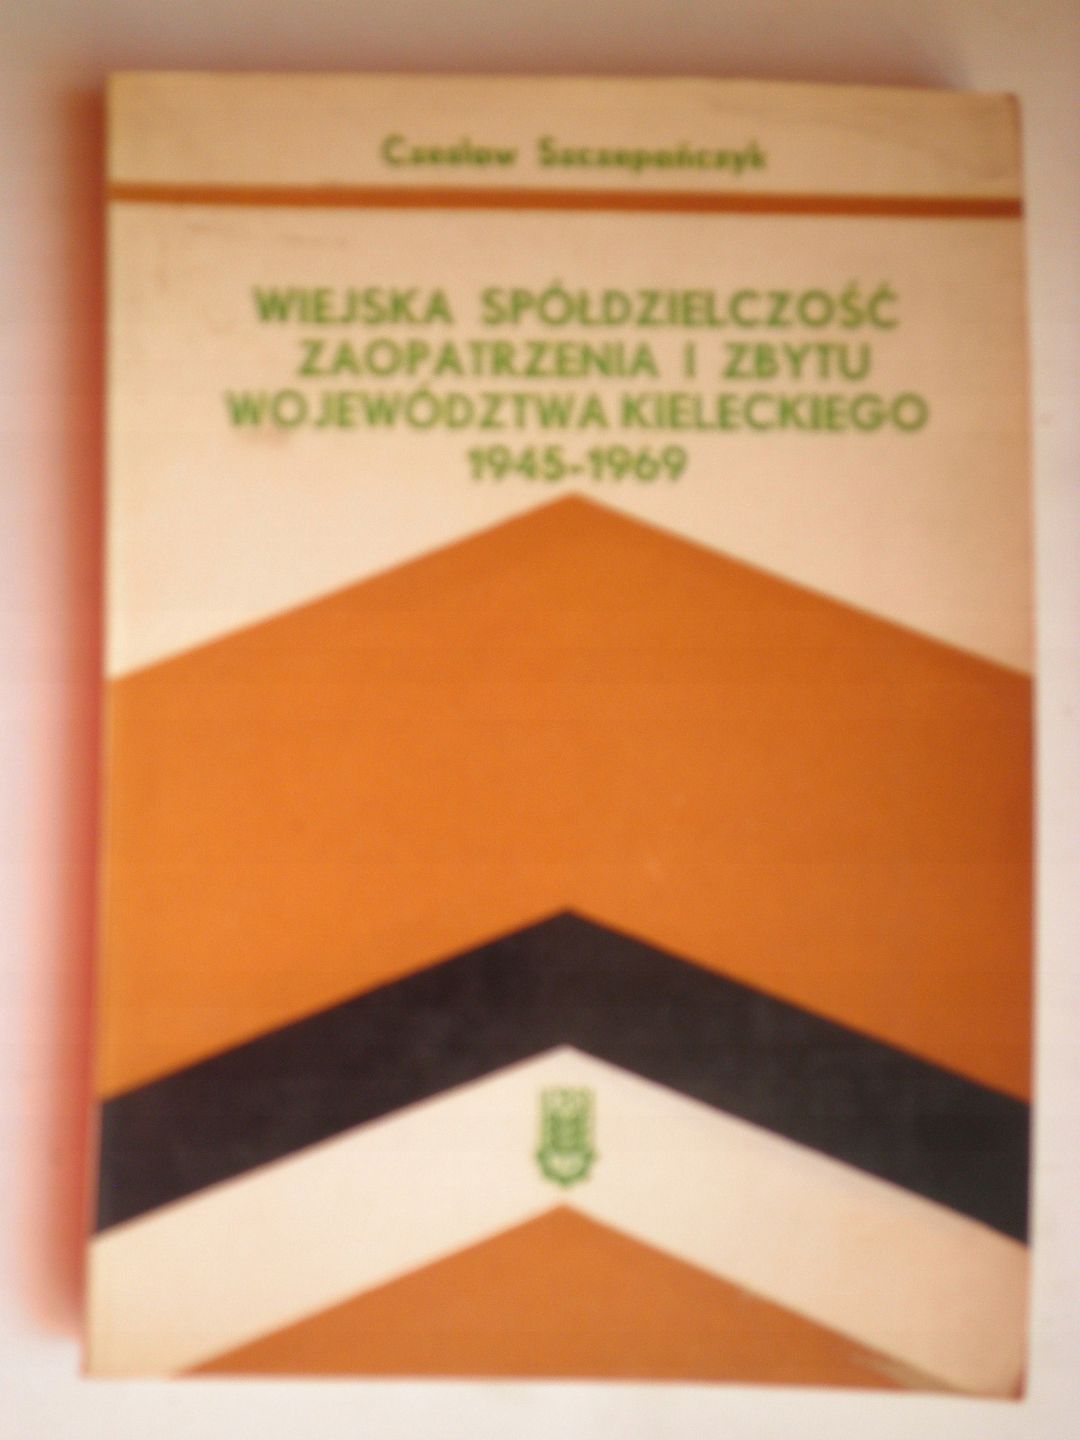 Czesław Szczepańczyk
WIEJSKA SPÓŁDZIELCZOŚĆ
ZAOPATRZENIA I ZBYTU
WOJEWÓDZTWA KIELECKIEGO
1945-1969